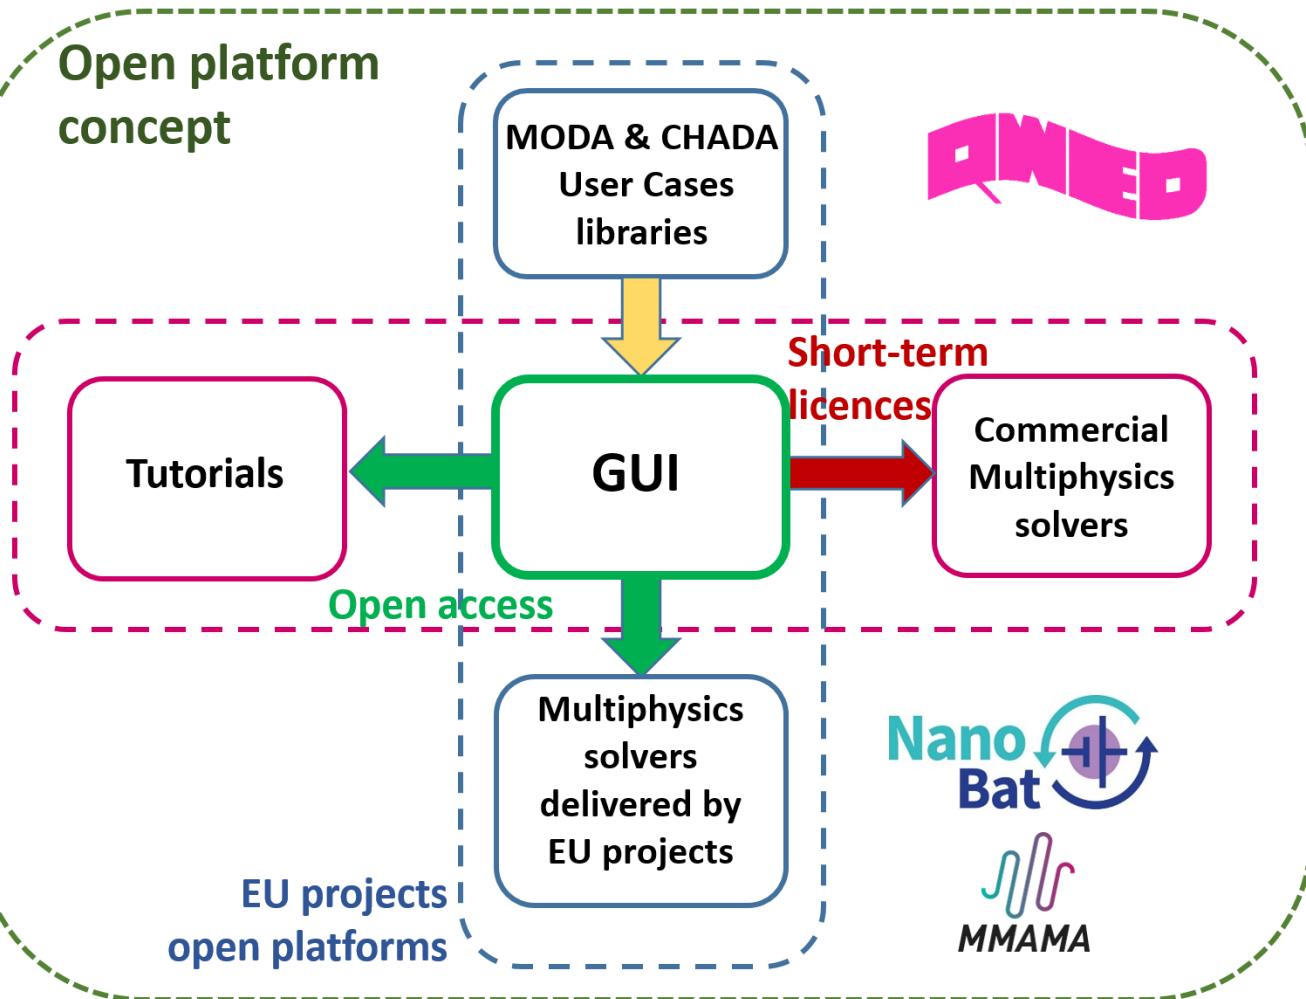 Open platform
concept
MODA & CHADA
User Cases
libraries
QWED
Short-term
licences
Tutorials
GUI
Commercial
Multiphysics
solvers
Open access
Multiphysics
solvers
delivered by
EU projects
Nano
Bat
EU projects
open platforms
MMAMA